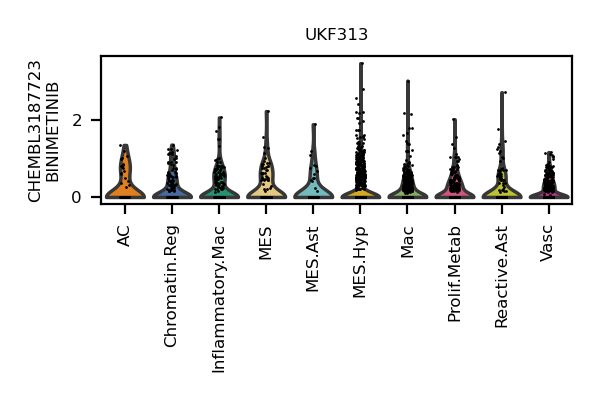 UKF313
CHEMBL3187723
BINIMETINIB
2
0
AC
Chromatin.Reg
Inflammatory.Mac
MES
MES.Ast
MES.Hyp
Mac
Prolif.Metab
Reactive.Ast
Vasc